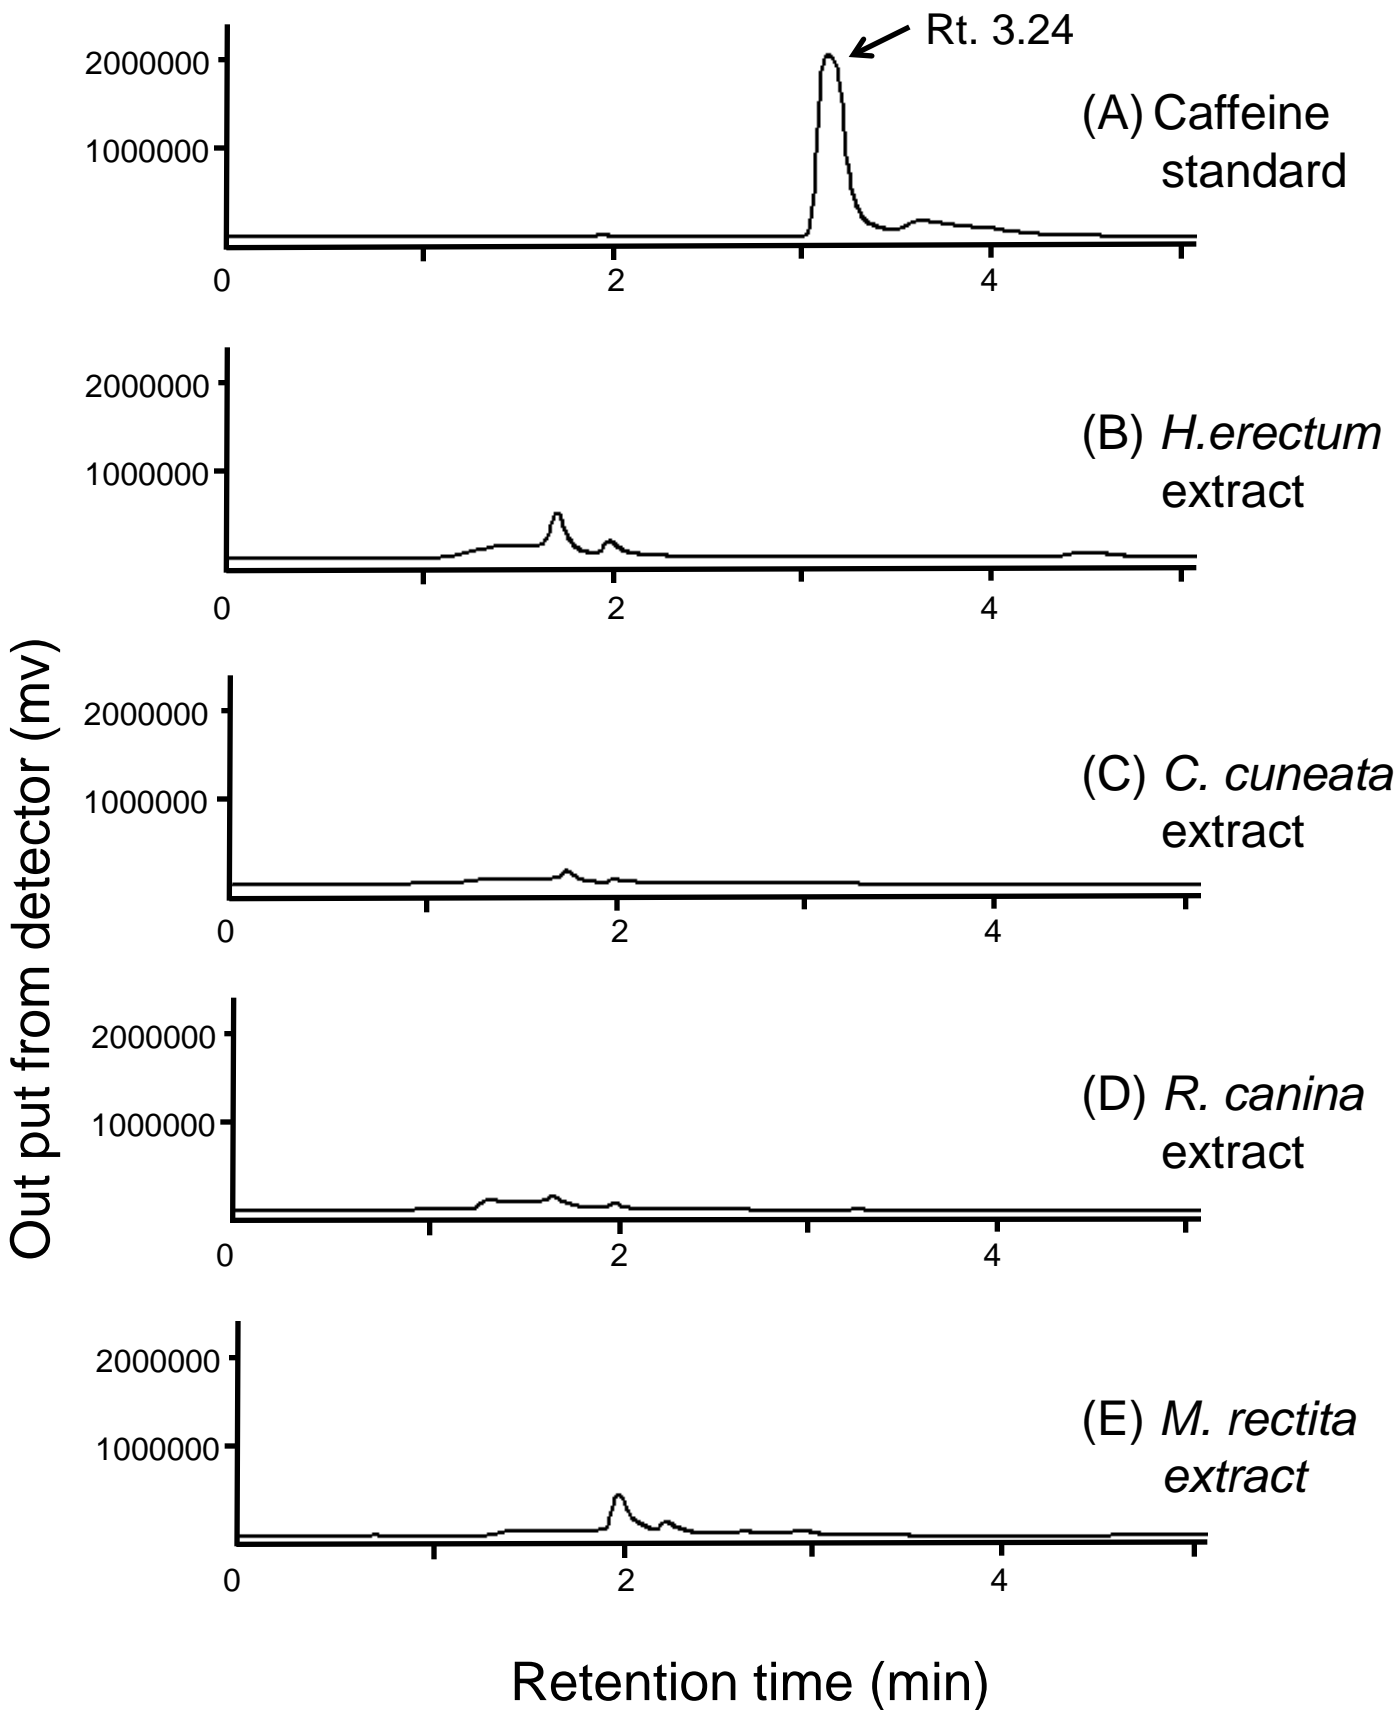 Rt. 3.24
2000000
1000000
(A) Caffeine
standard
0 2 4
2000000
1000000
(B) H.erectum
extract
0 2 4
2000000
1000000
(C) C. cuneata
extract
0 2 4
2000000
1000000
(D) R. canina
extract
0 2 4
2000000
1000000
(E) M. rectita
extract
0 2 4
Out put from detector (mv)
Retention time (min)